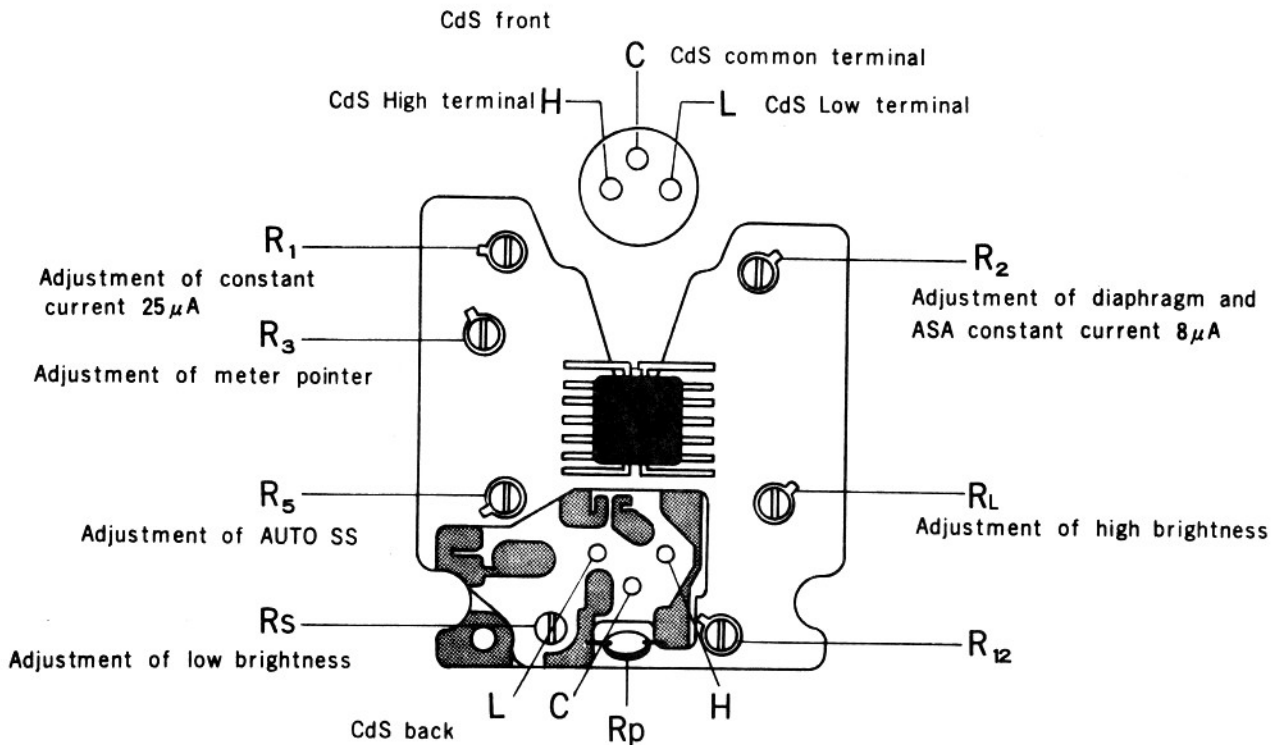 CdS front
C CdS common terminal
CdS High terminal H
L CdS Low terminal
R1
Adjustment of constant
current 25μA
R2
Adjustment of diaphragm and
ASA constant current 8μA
R3
Adjustment of meter pointer
R5
Adjustment of AUTO SS
RL
Adjustment of high brightness
Rs
Adjustment of low brightness
R12
L C H
Rp
CdS back